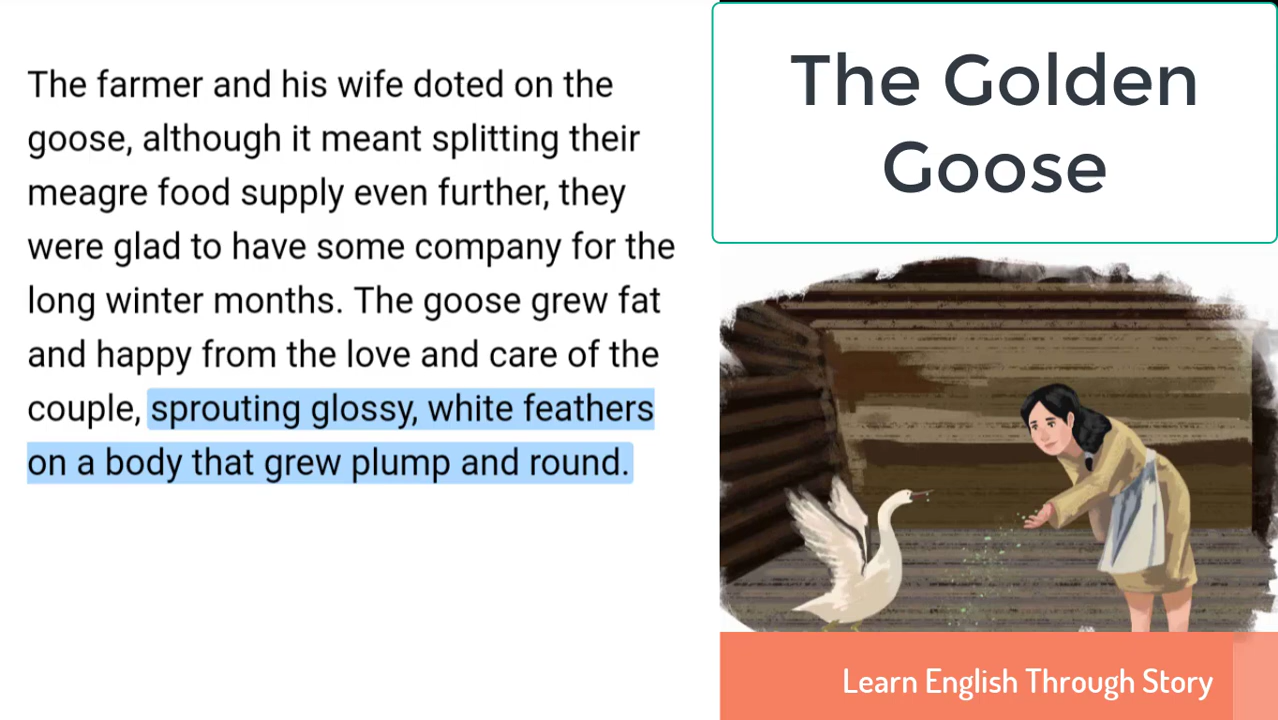 The farmer and his wife doted on the
goose, although it meant splitting their
meagre food supply even further, they
were glad to have some company for the
long winter months. The goose grew fat
and happy from the love and care of the
couple, sprouting glossy, white feathers
on a body that grew plump and round.
The Golden
Goose
Learn English Through Story